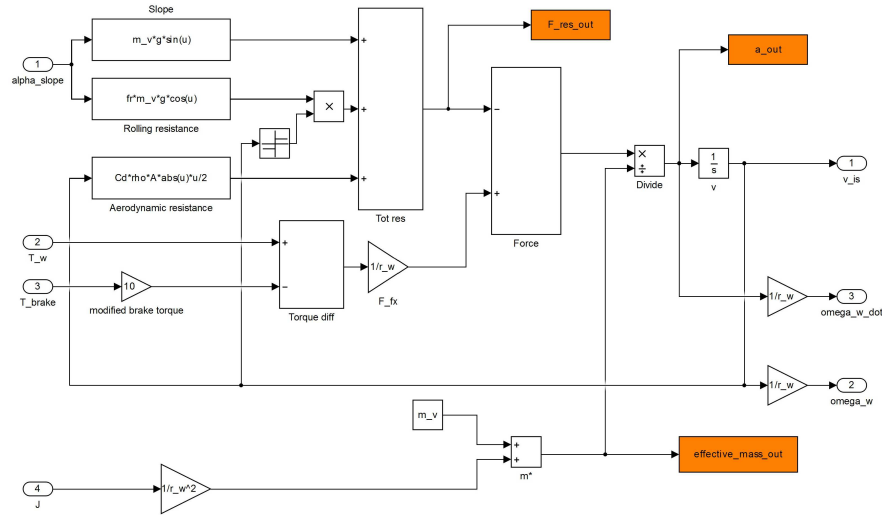 Slope
m_v*g*sin(u)
F_res_out
a_out
1
alpha_slope
fr*m_v*g*cos(u)
Rolling resistance
×
+
+
+
Tot res
−
+
Force
×
÷
Divide
1
s
v
1
v_is
Cd*rho*A*abs(u)*u/2
Aerodynamic resistance
2
T_w
+
−
Torque diff
1/r_w
F_fx
3
T_brake
10
modified brake torque
1/r_w
3
omega_w_dot
1/r_w
2
omega_w
m_v
+
+
m*
effective_mass_out
4
J
1/r_w^2